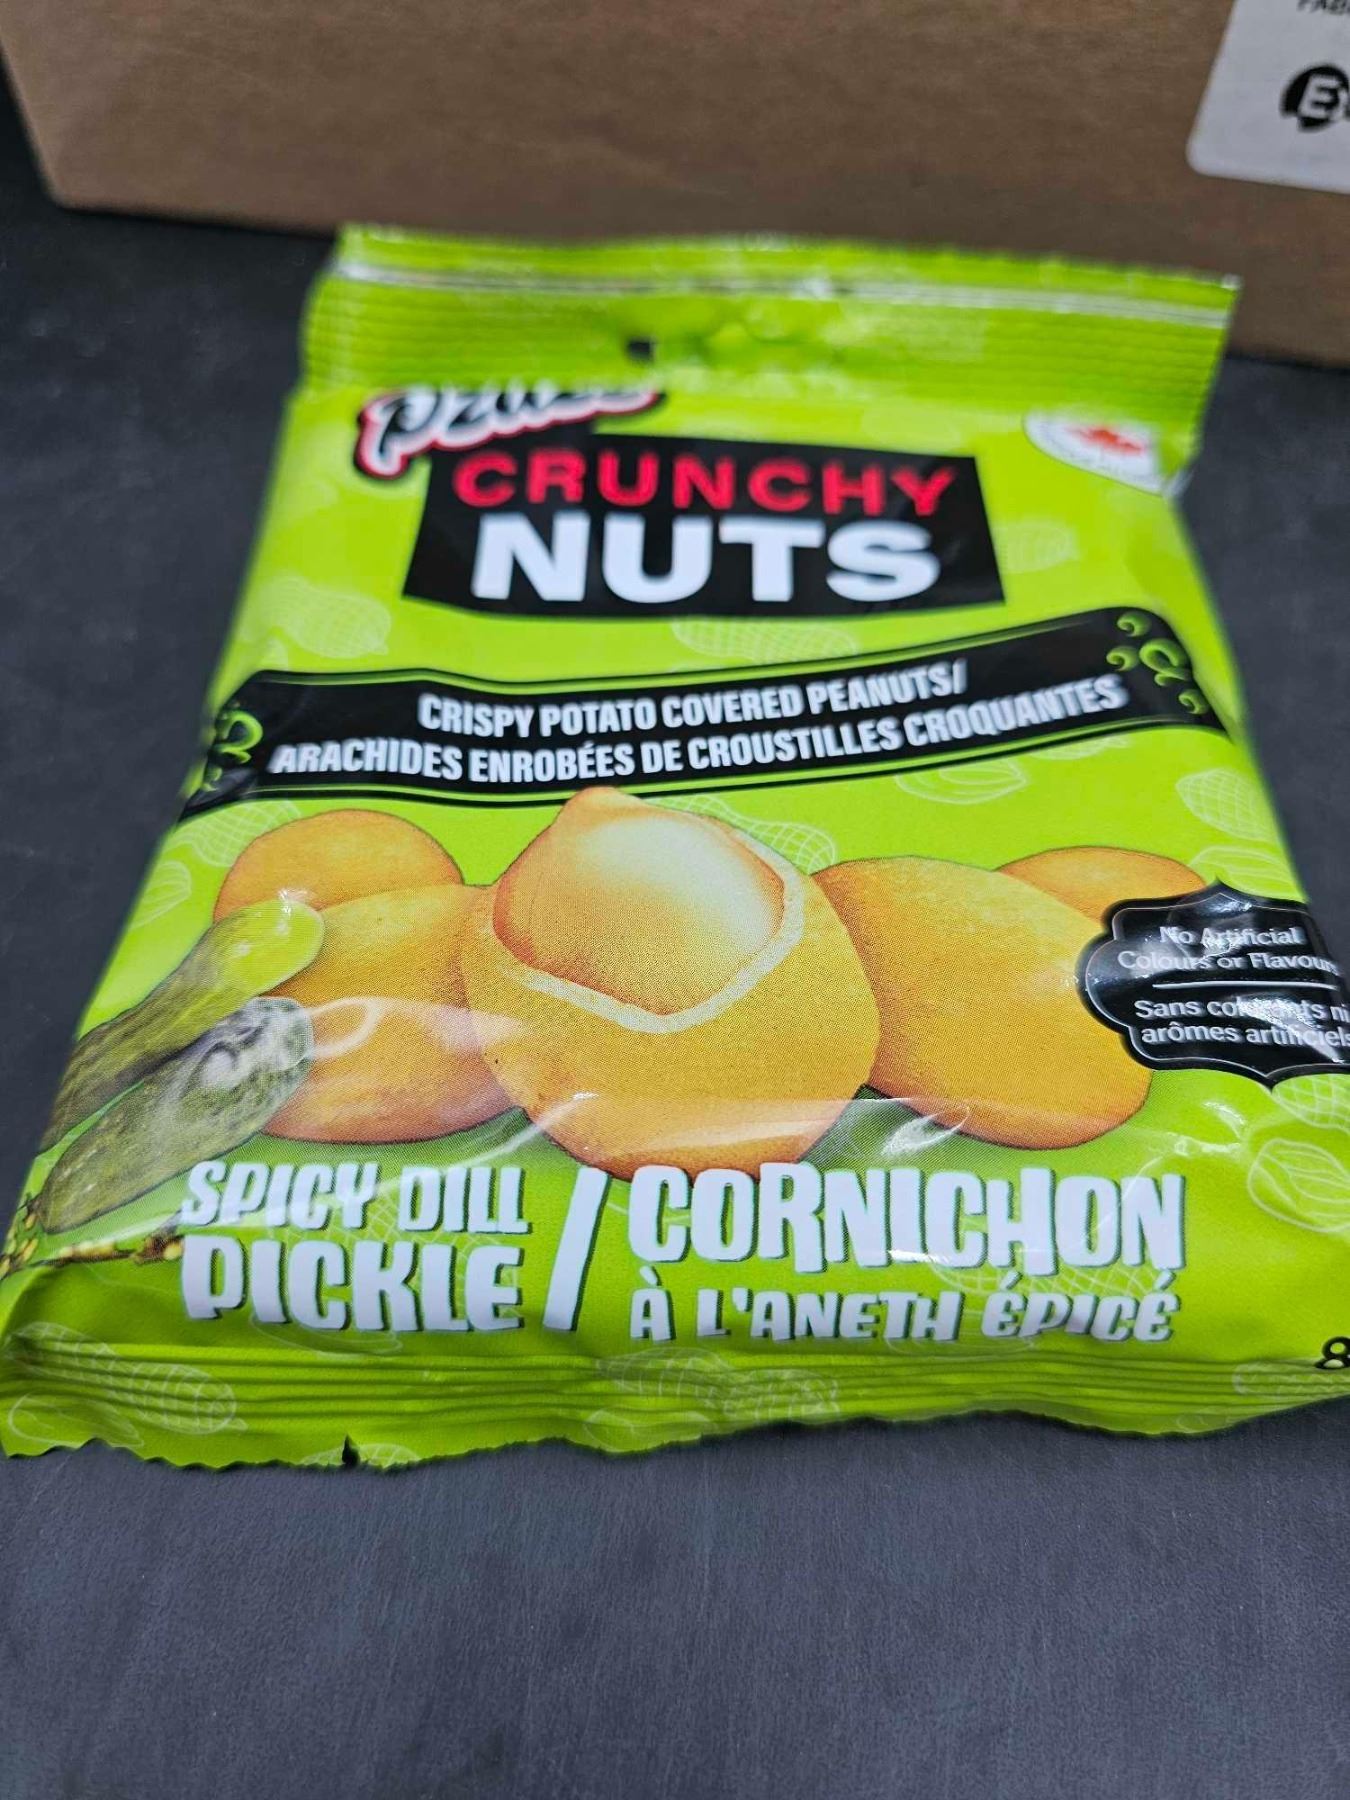 CRUNCHY
NUTS
CRISPY POTATO COVERED PEANUTS/
ARACHIDES ENROBÉES DE CROUSTILLES CROQUANTES
No Artificial
Colours or Flavours
Sans colorants ni
arômes artificiels
SPICY DILL
PICKLE /
CORNICHON
À L'ANETH ÉPICÉ
8